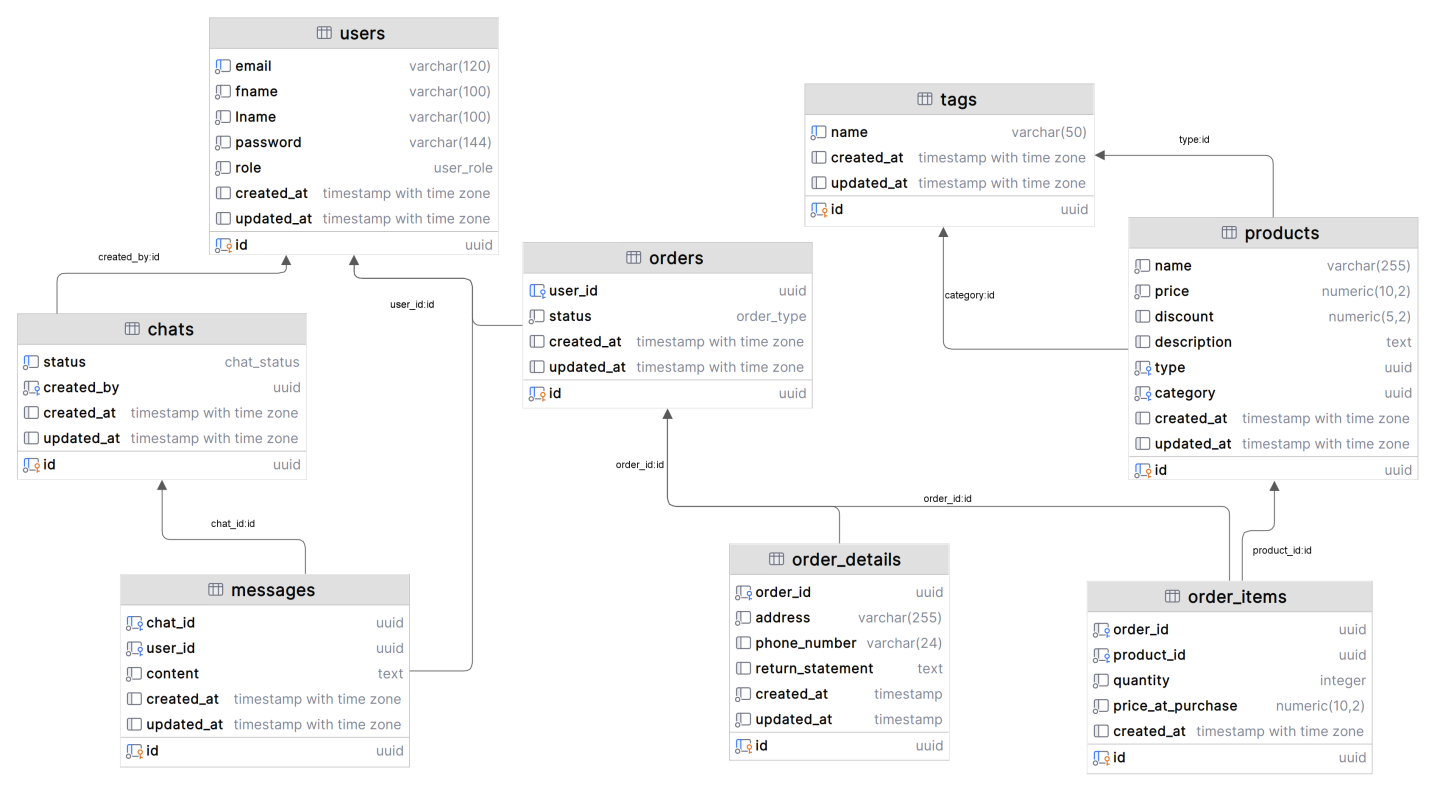 users
email varchar(120)
fname varchar(100)
lname varchar(100)
password varchar(144)
role user_role
created_at timestamp with time zone
updated_at timestamp with time zone
id uuid
tags
name varchar(50)
created_at timestamp with time zone
updated_at timestamp with time zone
id uuid
type:id
products
name varchar(255)
price numeric(10,2)
discount numeric(5,2)
description text
type uuid
category uuid
created_at timestamp with time zone
updated_at timestamp with time zone
id uuid
category:id
created_by:id
user_id:id
orders
user_id uuid
status order_type
created_at timestamp with time zone
updated_at timestamp with time zone
id uuid
chats
status chat_status
created_by uuid
created_at timestamp with time zone
updated_at timestamp with time zone
id uuid
order_id:id
order_id:id
chat_id:id
product_id:id
messages
chat_id uuid
user_id uuid
content text
created_at timestamp with time zone
updated_at timestamp with time zone
id uuid
order_details
order_id uuid
address varchar(255)
phone_number varchar(24)
return_statement text
created_at timestamp
updated_at timestamp
id uuid
order_items
order_id uuid
product_id uuid
quantity integer
price_at_purchase numeric(10,2)
created_at timestamp with time zone
id uuid